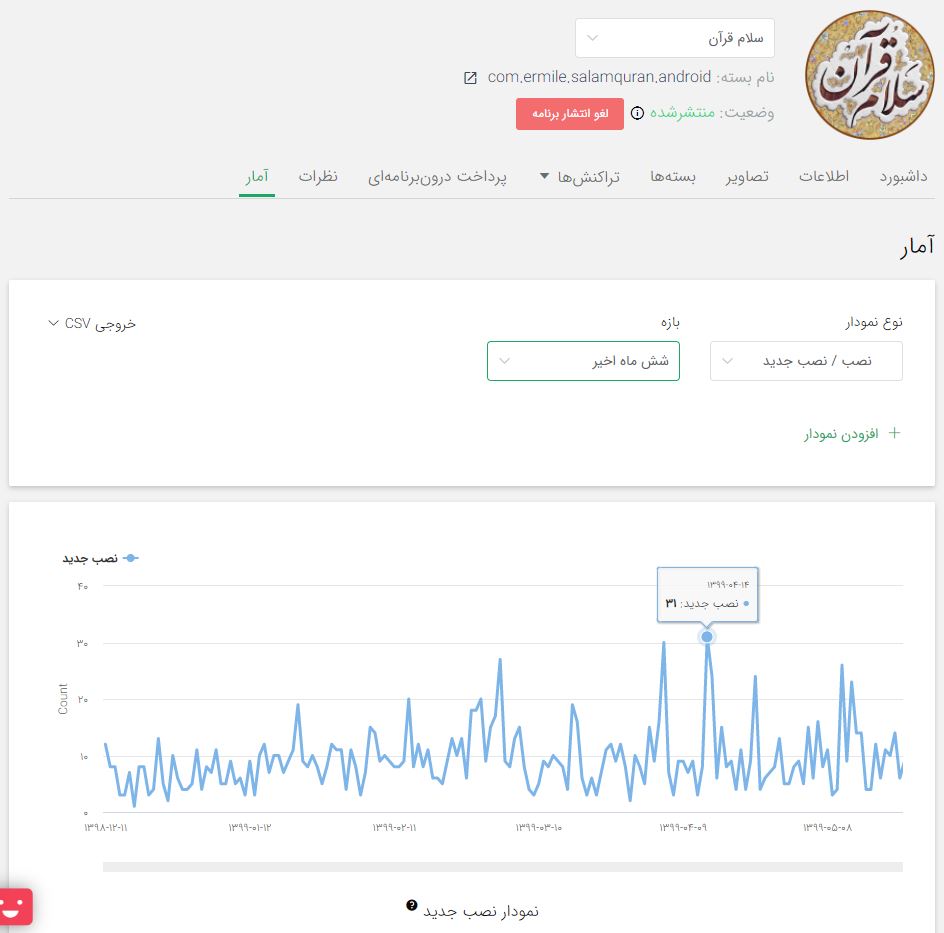 سلام قرآن
سلام قرآن
نام بسته: com.ermile.salamquran.android
وضعیت: منتشرشده لغو انتشار برنامه
داشبورد اطلاعات تصاویر بسته‌ها تراکنش‌ها پرداخت درون‌برنامه‌ای نظرات آمار
آمار
نوع نمودار بازه خروجی CSV
نصب / نصب جدید شش ماه اخیر
+ افزودن نمودار
نصب جدید
۱۳۹۹-۰۴-۱۴
نصب جدید: ۳۱
۴۰
۳۰
۲۰
۱۰
۰
Count
۱۳۹۸-۱۲-۱۱ ۱۳۹۹-۰۱-۱۲ ۱۳۹۹-۰۲-۱۱ ۱۳۹۹-۰۳-۱۰ ۱۳۹۹-۰۴-۰۹ ۱۳۹۹-۰۵-۰۸
نمودار نصب جدید